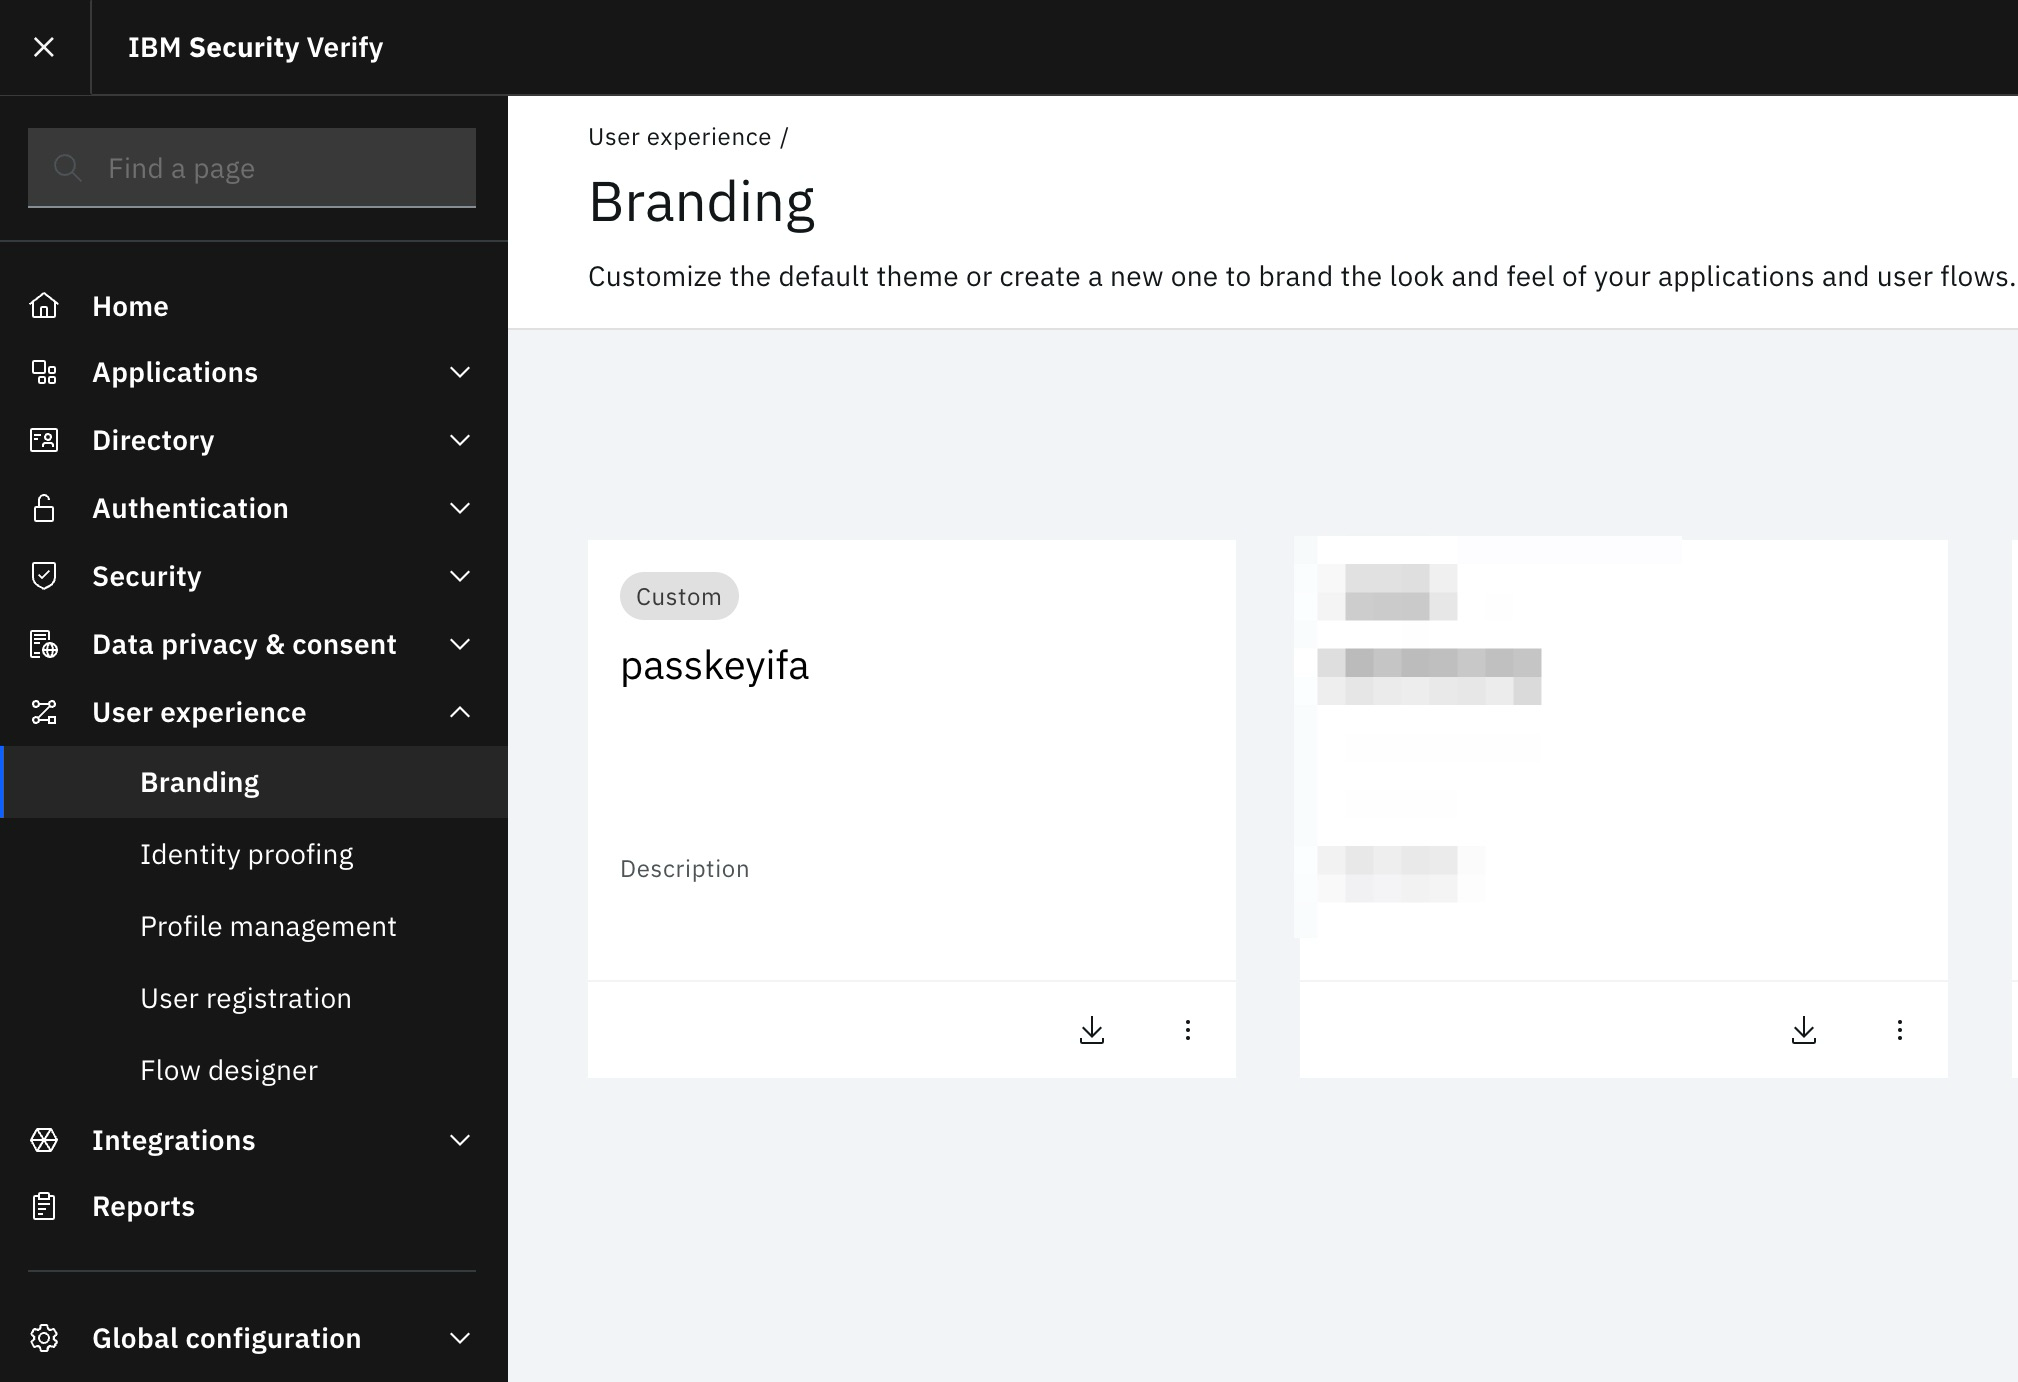 IBM Security Verify
Find a page
Home
Applications
Directory
Authentication
Security
Data privacy & consent
User experience
Branding
Identity proofing
Profile management
User registration
Flow designer
Integrations
Reports
Global configuration
User experience /
Branding
Customize the default theme or create a new one to brand the look and feel of your applications and user flows.
Custom
passkeyifa
Description